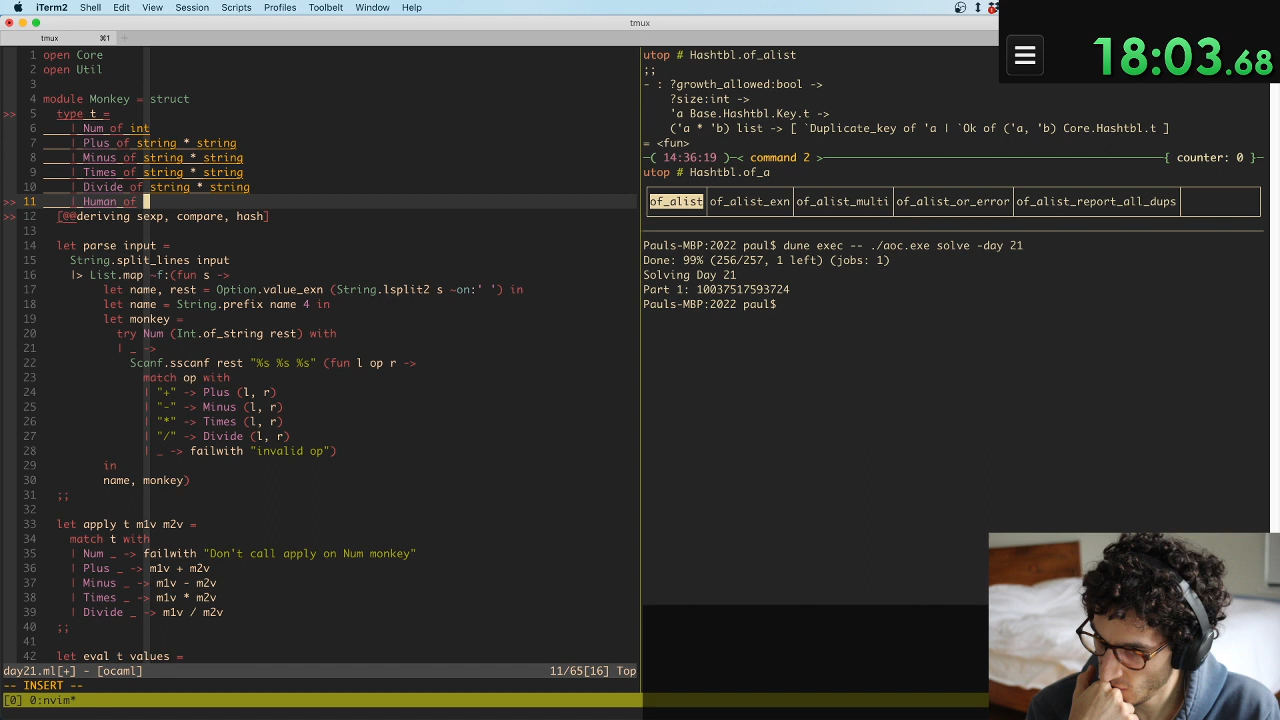 iTerm2 Shell Edit View Session Scripts Profiles Toolbelt Window Help
tmux
tmux ⌘1 +
18:03.68
1 open Core
2 open Util
3
4 module Monkey = struct
>> 5 type t =
6 | Num of int
7 | Plus of string * string
8 | Minus of string * string
9 | Times of string * string
10 | Divide of string * string
>> 11 | Human of
>> 12 [@@deriving sexp, compare, hash]
13
14 let parse input =
15 String.split_lines input
16 |> List.map ~f:(fun s ->
17 let name, rest = Option.value_exn (String.lsplit2 s ~on:' ') in
18 let name = String.prefix name 4 in
19 let monkey =
20 try Num (Int.of_string rest) with
21 | _ ->
22 Scanf.sscanf rest "%s %s %s" (fun l op r ->
23 match op with
24 | "+" -> Plus (l, r)
25 | "-" -> Minus (l, r)
26 | "*" -> Times (l, r)
27 | "/" -> Divide (l, r)
28 | _ -> failwith "invalid op")
29 in
30 name, monkey)
31 ;;
32
33 let apply t m1v m2v =
34 match t with
35 | Num _ -> failwith "Don't call apply on Num monkey"
36 | Plus _ -> m1v + m2v
37 | Minus _ -> m1v - m2v
38 | Times _ -> m1v * m2v
39 | Divide _ -> m1v / m2v
40 ;;
41
42 let eval t values =
day21.ml[+] - [ocaml] 11/65[16] Top
-- INSERT --
[0] 0:nvim*
utop # Hashtbl.of_alist
;;
- : ?growth_allowed:bool ->
?size:int ->
'a Base.Hashtbl.Key.t ->
('a * 'b) list -> [ `Duplicate_key of 'a | `Ok of ('a, 'b) Core.Hashtbl.t ]
= <fun>
-( 14:36:19 )-< command 2 >-{ counter: 0 }-
utop # Hashtbl.of_a
of_alist of_alist_exn of_alist_multi of_alist_or_error of_alist_report_all_dups
Pauls-MBP:2022 paul$ dune exec -- ./aoc.exe solve -day 21
Done: 99% (256/257, 1 left) (jobs: 1)
Solving Day 21
Part 1: 10037517593724
Pauls-MBP:2022 paul$